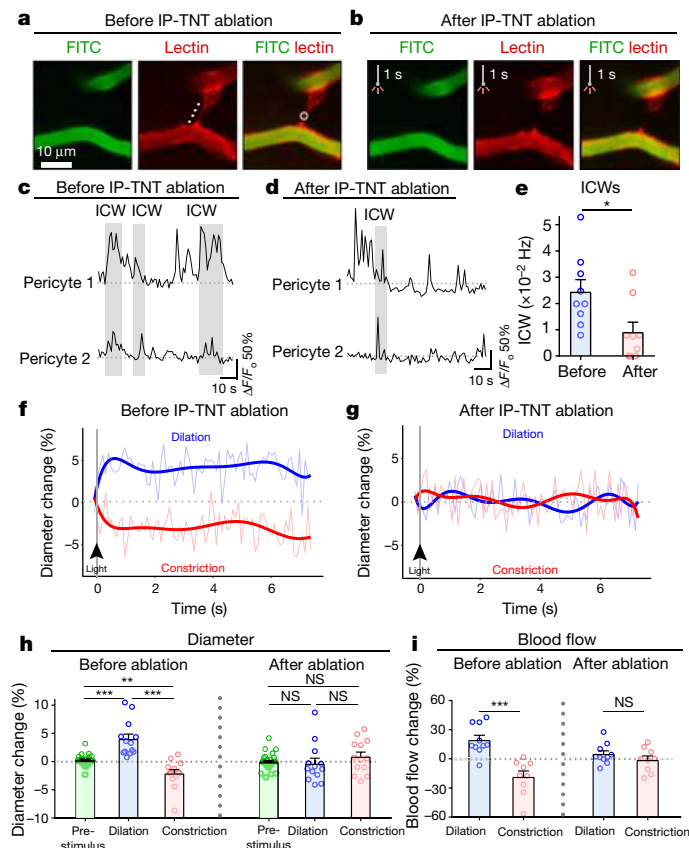 a Before IP-TNT ablation
FITC Lectin FITC lectin
10 μm
b After IP-TNT ablation
FITC Lectin FITC lectin
1 s 1 s 1 s
c Before IP-TNT ablation
ICW ICW ICW
Pericyte 1
Pericyte 2
10 s
ΔF/Fo 50%
d After IP-TNT ablation
ICW
Pericyte 1
Pericyte 2
10 s
ΔF/Fo 50%
e ICWs
*
ICW (×10⁻² Hz)
5
4
3
2
1
0
Before After
f Before IP-TNT ablation
Diameter change (%)
Dilation
5
0
−5
Constriction
Light
0 2 4 6
Time (s)
g After IP-TNT ablation
Diameter change (%)
Dilation
5
0
−5
Constriction
Light
0 2 4 6
Time (s)
h Diameter
Before ablation After ablation
Diameter change (%)
** NS
*** *** NS NS
10
5
0
−5
−10
Pre-stimulus Dilation Constriction Pre-stimulus Dilation Constriction
i Blood flow
Before ablation After ablation
Blood flow change (%)
*** NS
60
30
0
−30
−60
Dilation Constriction Dilation Constriction